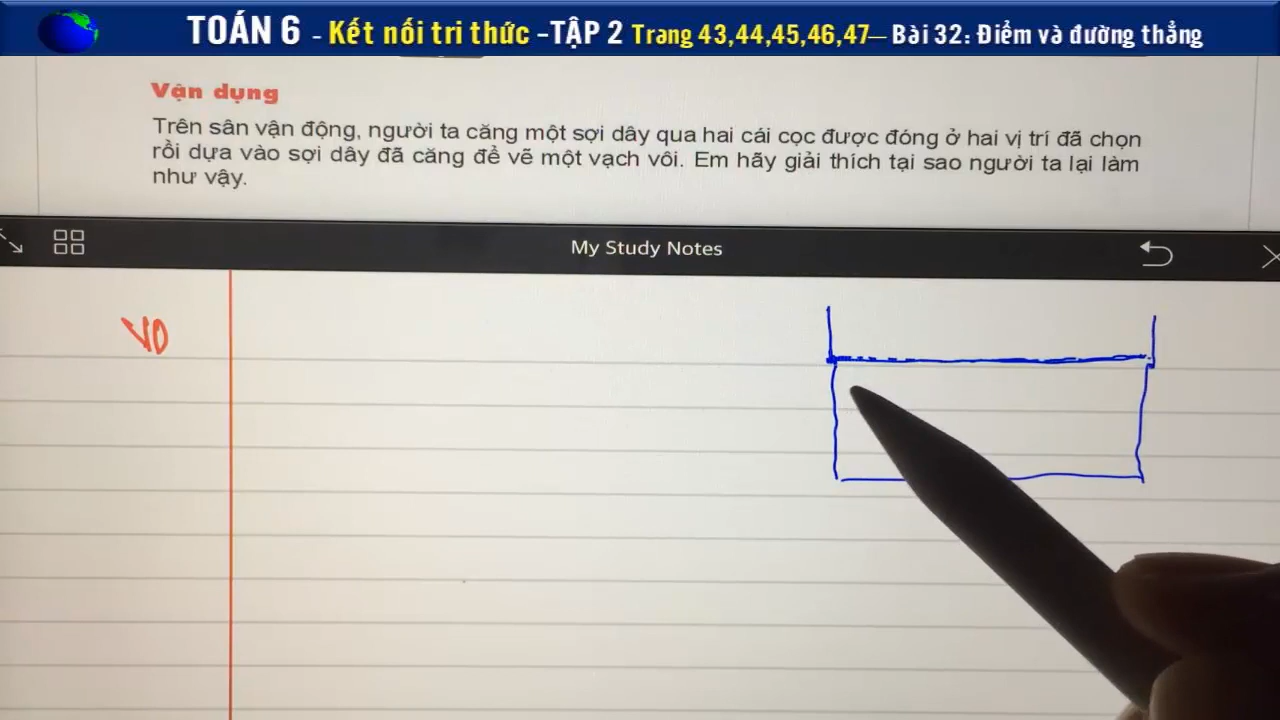 TOÁN 6 - Kết nối tri thức -TẬP 2 Trang 43,44,45,46,47- Bài 32: Điểm và đường thẳng
Vận dụng
Trên sân vận động, người ta căng một sợi dây qua hai cái cọc được đóng ở hai vị trí đã chọn
rồi dựa vào sợi dây đã căng để vẽ một vạch vôi. Em hãy giải thích tại sao người ta lại làm
như vậy.
My Study Notes
VD